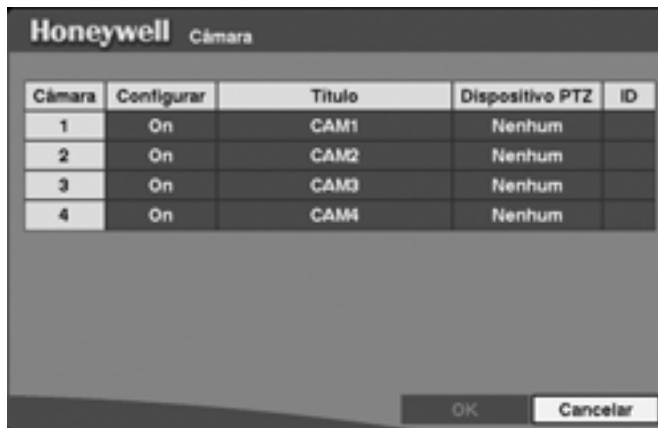 Honeywell Câmara
Câmara Configurar Título Dispositivo PTZ ID
1 On CAM1 Nenhum
2 On CAM2 Nenhum
3 On CAM3 Nenhum
4 On CAM4 Nenhum
OK Cancelar